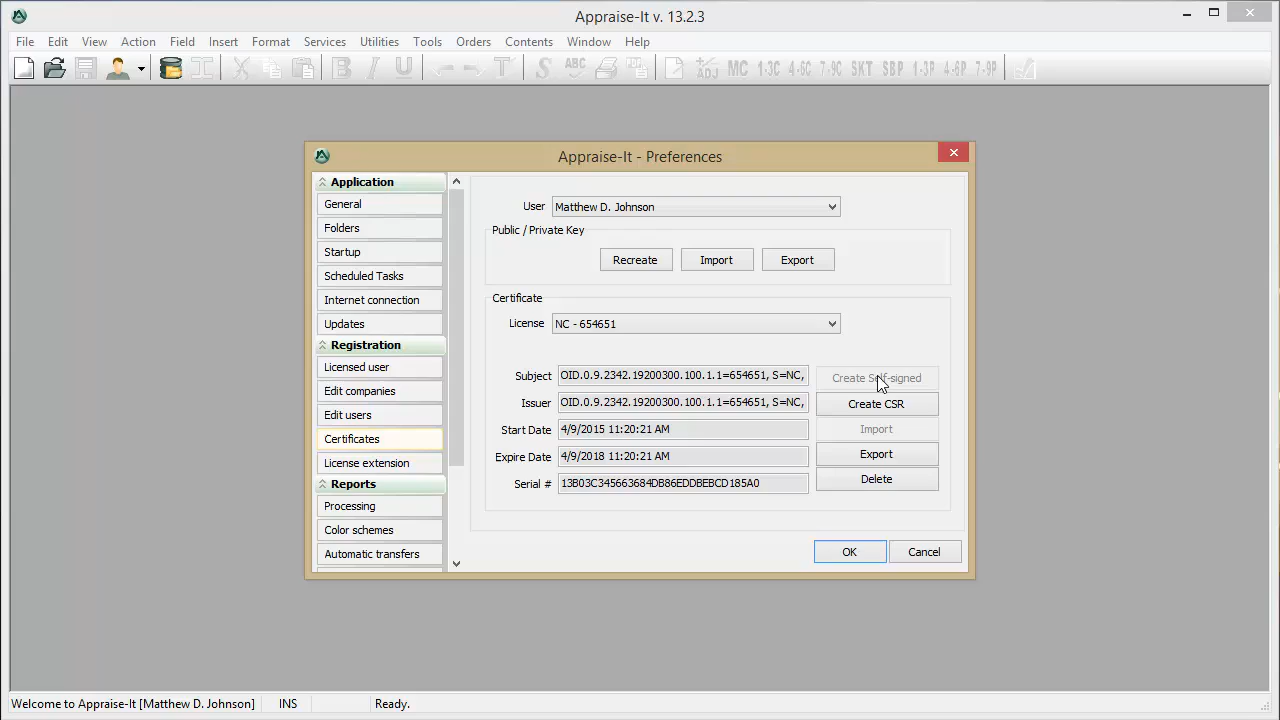 Appraise-It v. 13.2.3
File Edit View Action Field Insert Format Services Utilities Tools Orders Contents Window Help
B I U T S ABC +/ADJ MC 1-3C 4-6C SBP 1-3P 4-6P 7-9P
Appraise-It - Preferences
Application
General
Folders
Startup
Scheduled Tasks
Internet connection
Updates
Registration
Licensed user
Edit companies
Edit users
Certificates
License extension
Reports
Processing
Color schemes
Automatic transfers
User Matthew D. Johnson
Public / Private Key
Recreate Import Export
Certificate
License NC - 654651
Subject OID.0.9.2342.19200300.100.1.1=654651, S=NC, Create Self-signed
Issuer OID.0.9.2342.19200300.100.1.1=654651, S=NC, Create CSR
Start Date 4/9/2015 11:20:21 AM Import
Expire Date 4/9/2018 11:20:21 AM Export
Serial # 13B03C345663684DB86EDDBEBCD185A0 Delete
OK Cancel
Welcome to Appraise-It [Matthew D. Johnson] INS Ready.